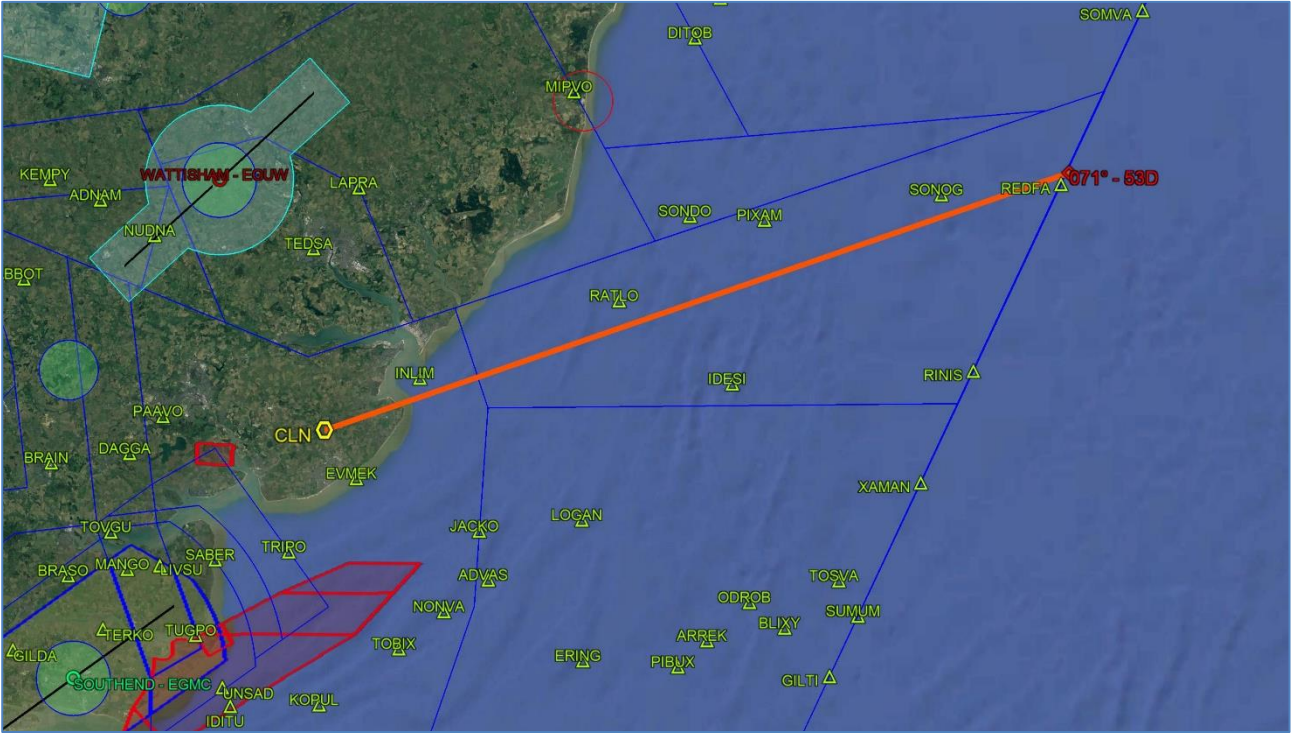 SOMVA
DITOB
MIPVO
KEMPY
WATTISHAM - EGUW
LAPRA
ADNAM
071° - 53D
REDFA
SONOG
SONDO
PIXAM
NUDNA
TEDSA
BBOT
RATLO
INLIM
IDESI
RINIS
PAAVO
CLN
DAGGA
BRAIN
EVMEK
XAMAN
LOGAN
TOVGU
JACKO
SABER
TRIPO
MANGO
LIVSU
BRASO
ADVAS
TOSVA
ODROB
NONVA
SUMUM
BLIXY
TERKO
TUGPO
ARREK
TOBIX
GILDA
ERING
PIBUX
GILTI
SOUTHEND - EGMC
UNSAD
KOPUL
IDITU